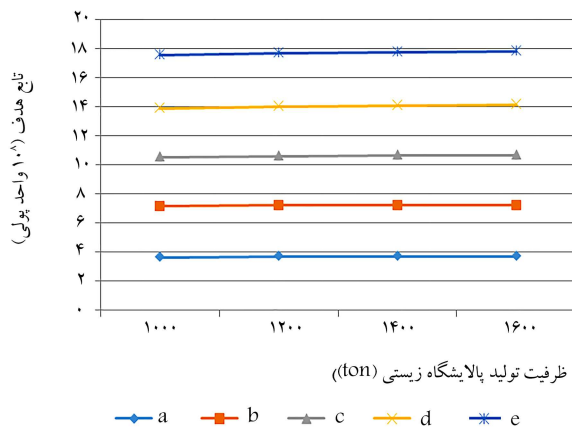 تابع هدف (۱۰^۸ واحد پولی)
۲۰
۱۸
۱۶
۱۴
۱۲
۱۰
۸
۶
۴
۲
۰
۱۰۰۰ ۱۲۰۰ ۱۴۰۰ ۱۶۰۰
ظرفیت تولید پالایشگاه زیستی (ton))
a b c d e